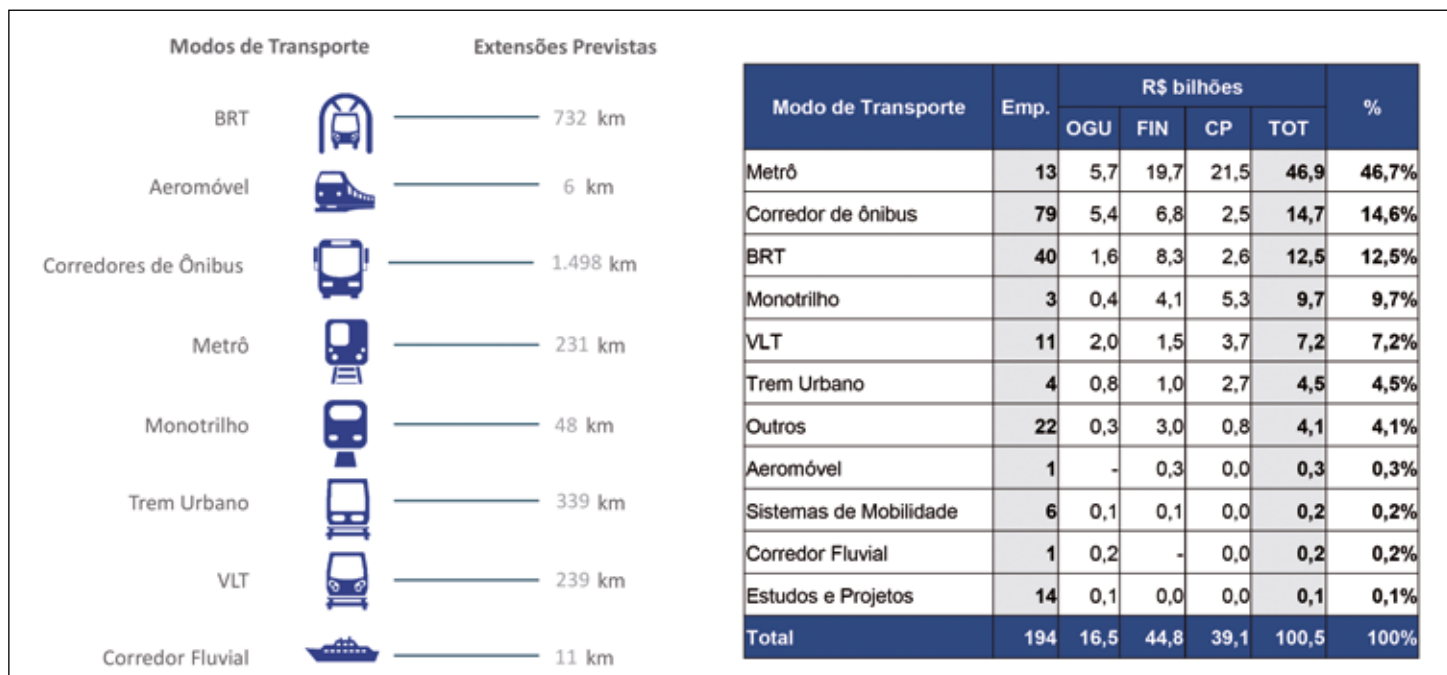 Modos de Transporte Extensões Previstas
BRT 732 km
Aeromóvel 6 km
Corredores de Ônibus 1.498 km
Metrô 231 km
Monotrilho 48 km
Trem Urbano 339 km
VLT 239 km
Corredor Fluvial 11 km
Modo de Transporte Emp. R$ bilhões %
OGU FIN CP TOT
Metrô 13 5,7 19,7 21,5 46,9 46,7%
Corredor de ônibus 79 5,4 6,8 2,5 14,7 14,6%
BRT 40 1,6 8,3 2,6 12,5 12,5%
Monotrilho 3 0,4 4,1 5,3 9,7 9,7%
VLT 11 2,0 1,5 3,7 7,2 7,2%
Trem Urbano 4 0,8 1,0 2,7 4,5 4,5%
Outros 22 0,3 3,0 0,8 4,1 4,1%
Aeromóvel 1 - 0,3 0,0 0,3 0,3%
Sistemas de Mobilidade 6 0,1 0,1 0,0 0,2 0,2%
Corredor Fluvial 1 0,2 - 0,0 0,2 0,2%
Estudos e Projetos 14 0,1 0,0 0,0 0,1 0,1%
Total 194 16,5 44,8 39,1 100,5 100%